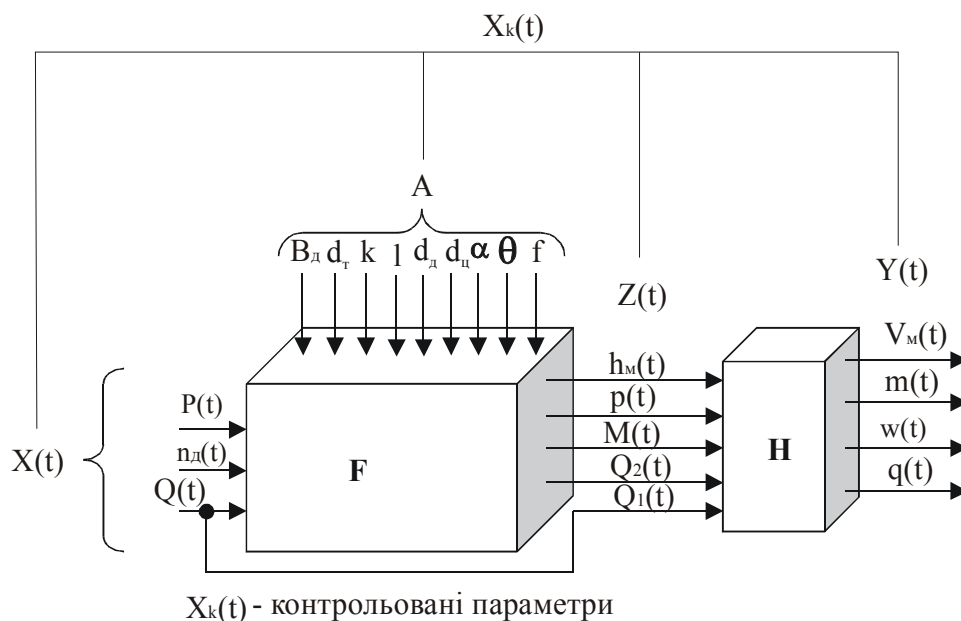 Xₖ(t)
A
Bд dт k l dд dц α θ f
Z(t)
Y(t)
X(t)
P(t)
nд(t)
Q(t)
F
hм(t)
p(t)
M(t)
Q₂(t)
Q₁(t)
H
Vм(t)
m(t)
w(t)
q(t)
Xₖ(t) - контрольовані параметри